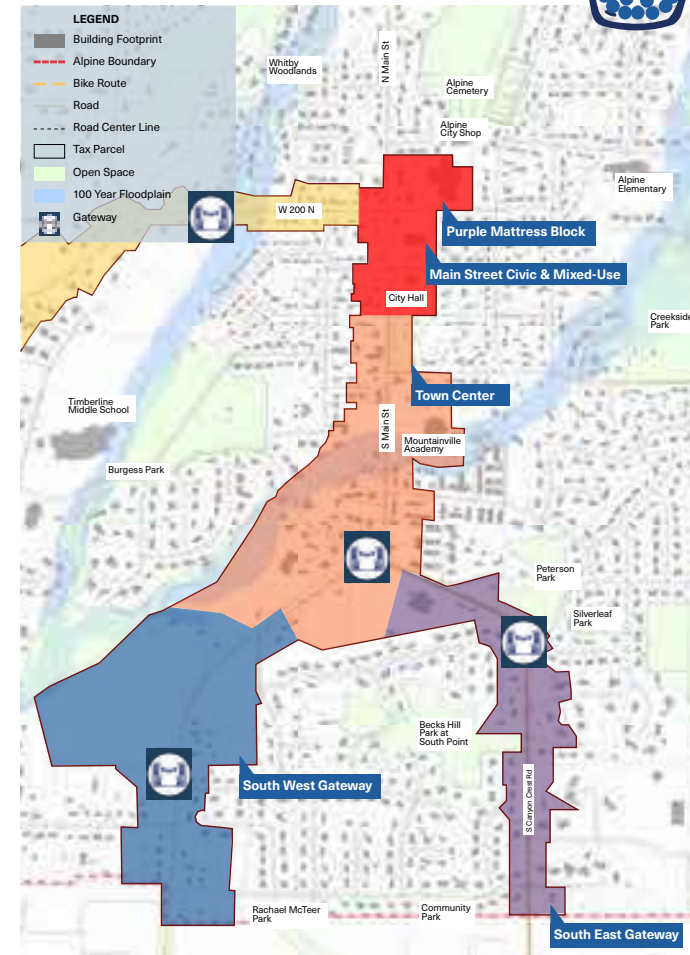 LEGEND
Building Footprint
Alpine Boundary
Bike Route
Road
Road Center Line
Tax Parcel
Open Space
100 Year Floodplain
Gateway
Whitby
Woodlands
N Main St
Alpine
Cemetery
Alpine
City Shop
Alpine
Elementary
W 200 N
Purple Mattress Block
Main Street Civic & Mixed-Use
City Hall
Creekside
Park
Town Center
Timberline
Middle School
S Main St
Mountainville
Academy
Burgess Park
Peterson
Park
Silverleaf
Park
Becks Hill
Park at
South Point
South West Gateway
S Canyon Crest Rd
Rachael McTeer
Park
Community
Park
South East Gateway